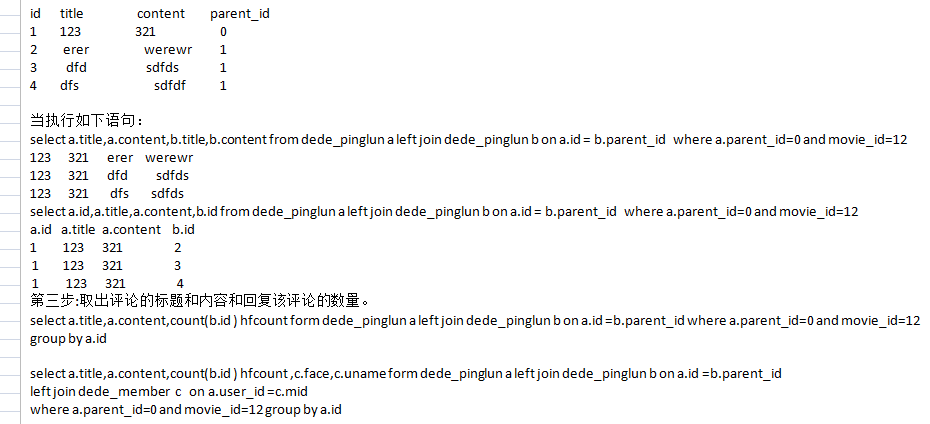 id title content parent_id
1 123 321 0
2 erer werewr 1
3 dfd sdfds 1
4 dfs sdfdf 1
当执行如下语句：
select a.title,a.content,b.title,b.content from dede_pinglun a left join dede_pinglun b on a.id = b.parent_id where a.parent_id=0 and movie_id=12
123 321 erer werewr
123 321 dfd sdfds
123 321 dfs sdfds
select a.id,a.title,a.content,b.id from dede_pinglun a left join dede_pinglun b on a.id = b.parent_id where a.parent_id=0 and movie_id=12
a.id a.title a.content b.id
1 123 321 2
1 123 321 3
1 123 321 4
第三步:取出评论的标题和内容和回复该评论的数量。
select a.title,a.content,count(b.id ) hfcount form dede_pinglun a left join dede_pinglun b on a.id =b.parent_id where a.parent_id=0 and movie_id=12
group by a.id
select a.title,a.content,count(b.id ) hfcount ,c.face,c.uname form dede_pinglun a left join dede_pinglun b on a.id =b.parent_id
left join dede_member c on a.user_id =c.mid
where a.parent_id=0 and movie_id=12 group by a.id